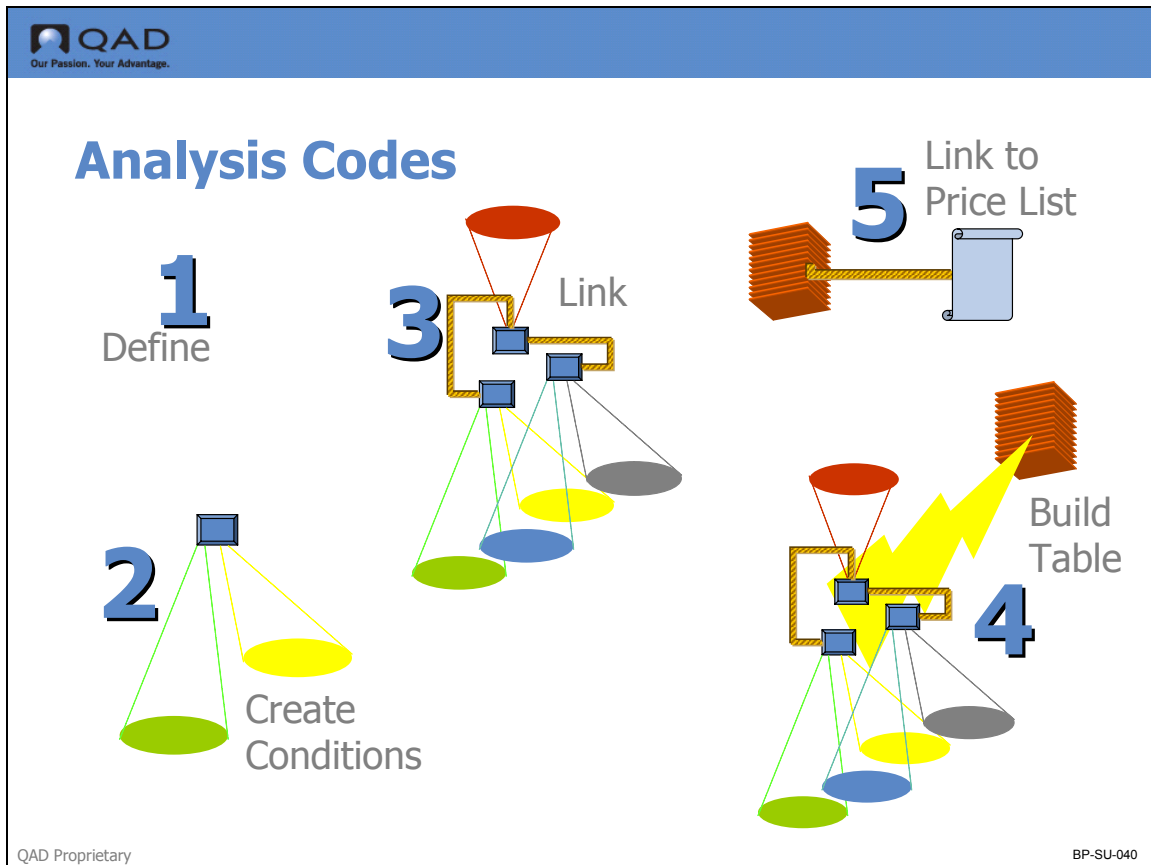 QAD
Our Passion. Your Advantage.
Analysis Codes
1
Define
2
Create
Conditions
3
Link
4
Build
Table
5
Link to
Price List
QAD Proprietary
BP-SU-040